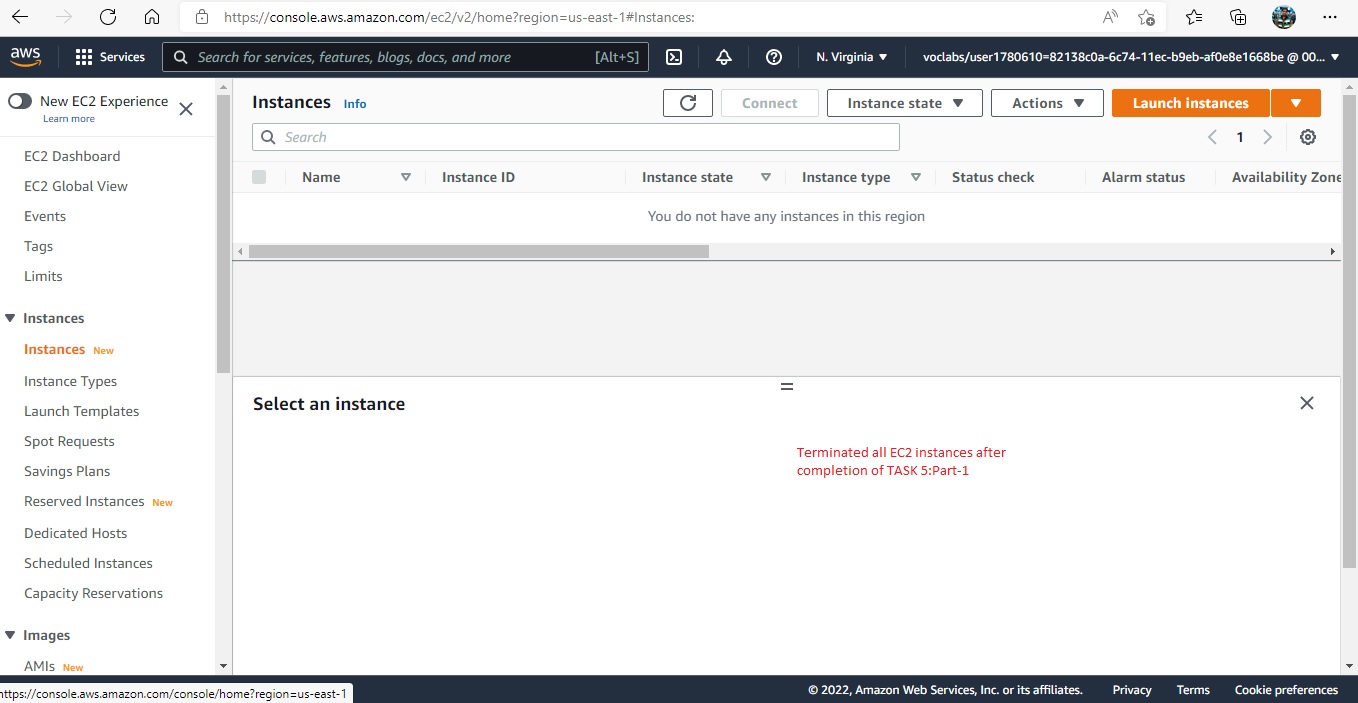 https://console.aws.amazon.com/ec2/v2/home?region=us-east-1#Instances:
aws
Services
Search for services, features, blogs, docs, and more
[Alt+S]
N. Virginia
voclabs/user1780610=82138c0a-6c74-11ec-b9eb-af0e8e1668be @ 00...
New EC2 Experience
Learn more
EC2 Dashboard
EC2 Global View
Events
Tags
Limits
Instances
Instances New
Instance Types
Launch Templates
Spot Requests
Savings Plans
Reserved Instances New
Dedicated Hosts
Scheduled Instances
Capacity Reservations
Images
AMIs New
Instances Info
Connect
Instance state
Actions
Launch instances
Search
1
Name Instance ID Instance state Instance type Status check Alarm status Availability Zone
You do not have any instances in this region
Select an instance
Terminated all EC2 instances after
completion of TASK 5:Part-1
https://console.aws.amazon.com/console/home?region=us-east-1
© 2022, Amazon Web Services, Inc. or its affiliates. Privacy Terms Cookie preferences